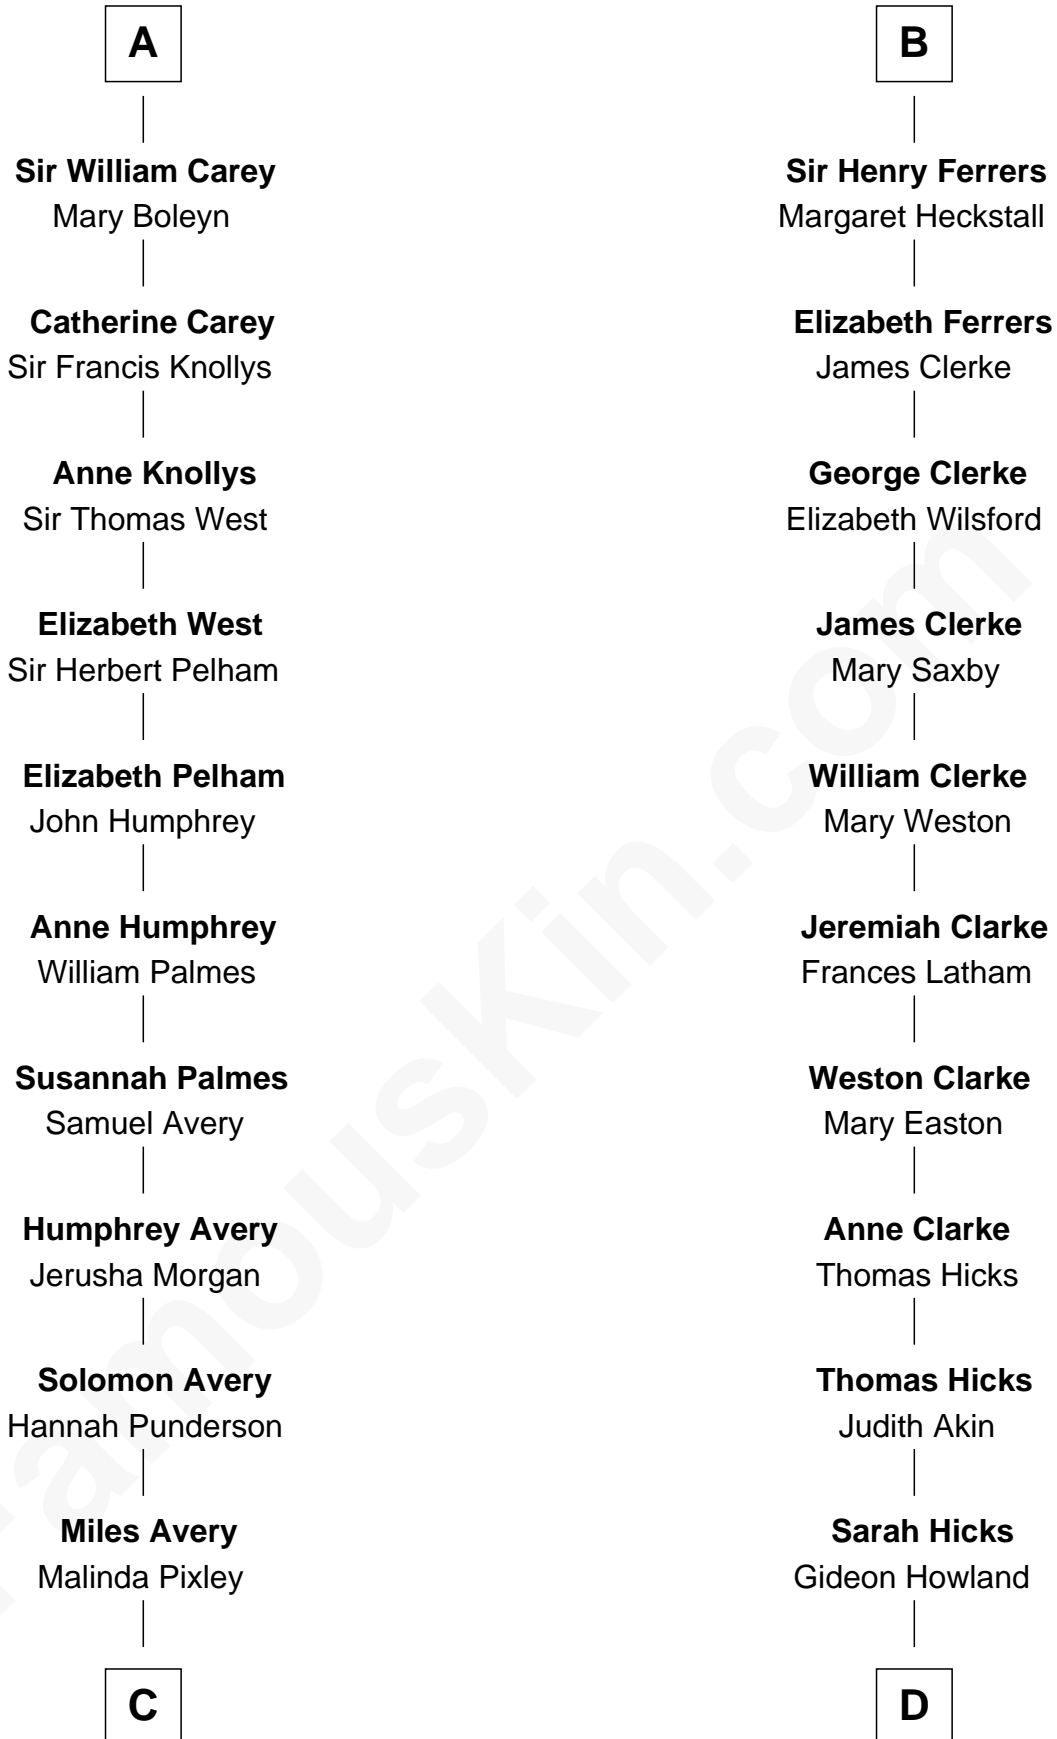 A
Sir William Carey
Mary Boleyn
Catherine Carey
Sir Francis Knollys
Anne Knollys
Sir Thomas West
Elizabeth West
Sir Herbert Pelham
Elizabeth Pelham
John Humphrey
Anne Humphrey
William Palmes
Susannah Palmes
Samuel Avery
Humphrey Avery
Jerusha Morgan
Solomon Avery
Hannah Punderson
Miles Avery
Malinda Pixley
C
B
Sir Henry Ferrers
Margaret Heckstall
Elizabeth Ferrers
James Clerke
George Clerke
Elizabeth Wilsford
James Clerke
Mary Saxby
William Clerke
Mary Weston
Jeremiah Clarke
Frances Latham
Weston Clarke
Mary Easton
Anne Clarke
Thomas Hicks
Thomas Hicks
Judith Akin
Sarah Hicks
Gideon Howland
D
FamousKin.com